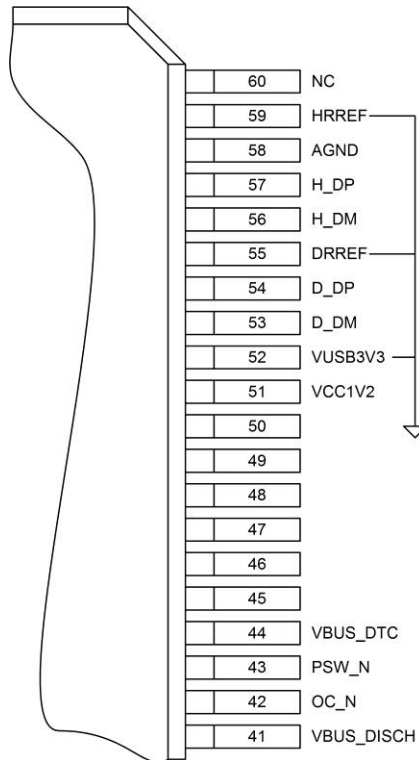 60 NC
59 HRREF
58 AGND
57 H_DP
56 H_DM
55 DRREF
54 D_DP
53 D_DM
52 VUSB3V3
51 VCC1V2
50
49
48
47
46
45
44 VBUS_DTC
43 PSW_N
42 OC_N
41 VBUS_DISCH